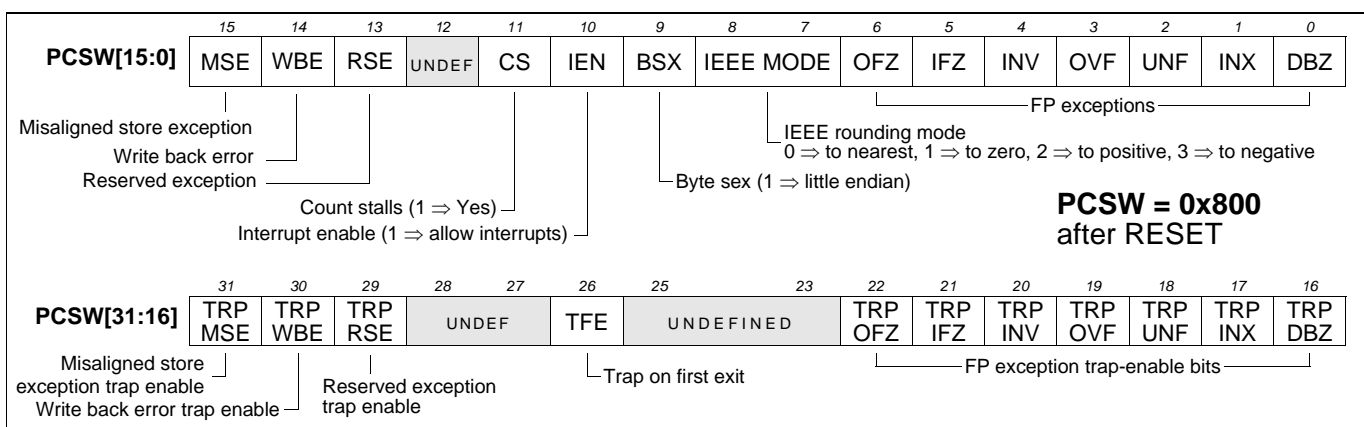 15 14 13 12 11 10 9 8 7 6 5 4 3 2 1 0
PCSW[15:0] MSE WBE RSE UNDEF CS IEN BSX IEEE MODE OFZ IFZ INV OVF UNF INX DBZ
FP exceptions
Misaligned store exception
IEEE rounding mode
Write back error
0 ⇒ to nearest, 1 ⇒ to zero, 2 ⇒ to positive, 3 ⇒ to negative
Reserved exception
Byte sex (1 ⇒ little endian)
Count stalls (1 ⇒ Yes)
PCSW = 0x800
Interrupt enable (1 ⇒ allow interrupts)
after RESET
31 30 29 28 27 26 25 23 22 21 20 19 18 17 16
PCSW[31:16] TRP MSE TRP WBE TRP RSE UNDEF TFE UNDEFINED TRP OFZ TRP IFZ TRP INV TRP OVF TRP UNF TRP INX TRP DBZ
Misaligned store
exception trap enable
FP exception trap-enable bits
Trap on first exit
Reserved exception
trap enable
Write back error trap enable